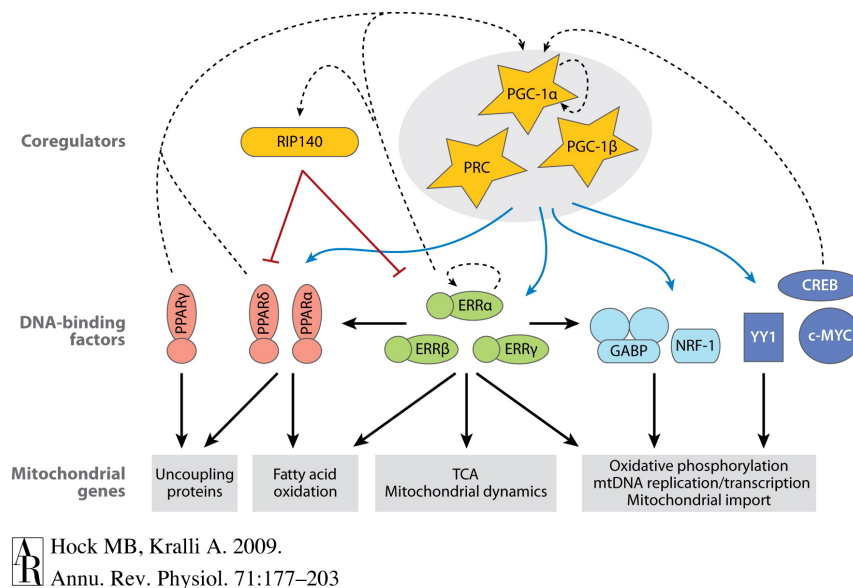 Coregulators
RIP140
PGC-1α
PGC-1β
PRC
DNA-binding
factors
PPARγ
PPARδ
PPARα
ERRα
ERRβ
ERRγ
GABP
NRF-1
YY1
CREB
c-MYC
Mitochondrial
genes
Uncoupling
proteins
Fatty acid
oxidation
TCA
Mitochondrial dynamics
Oxidative phosphorylation
mtDNA replication/transcription
Mitochondrial import
AR
Hock MB, Kralli A. 2009.
Annu. Rev. Physiol. 71:177–203